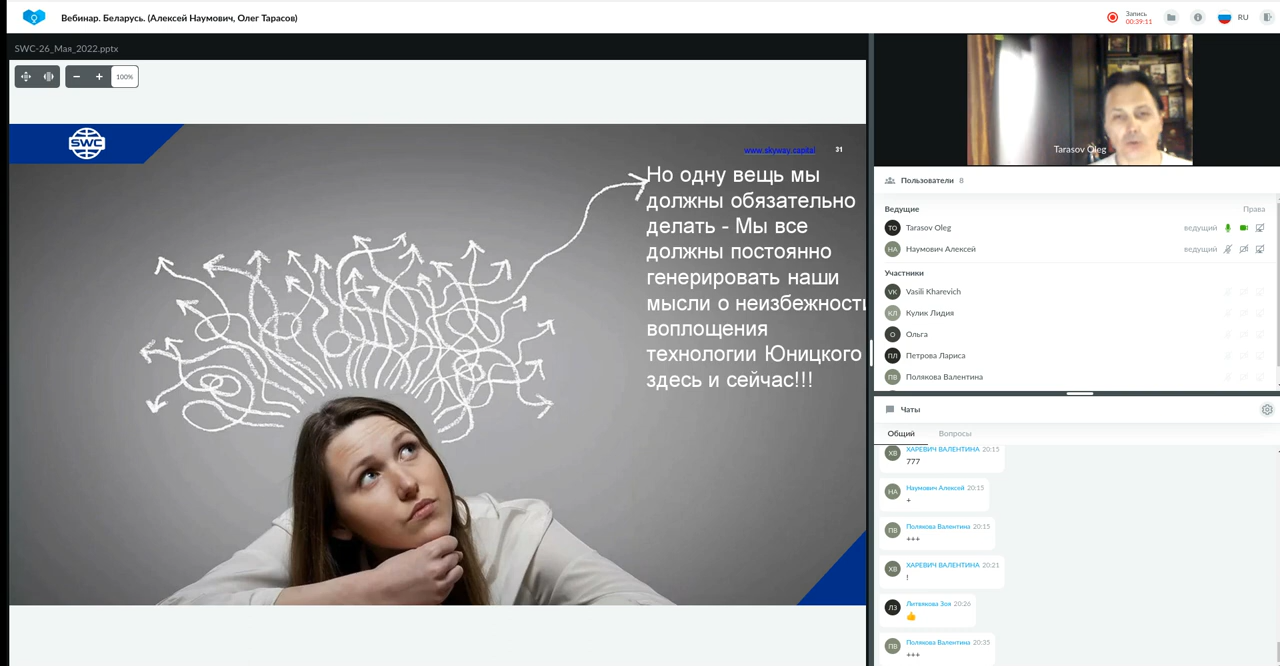 Вебинар. Беларусь. (Алексей Наумович, Олег Тарасов)
Запись
00:39:11
RU
SWC-26_Мая_2022.pptx
100%
SWC
www.skyway.capital
31
Но одну вещь мы
должны обязательно
делать - Мы все
должны постоянно
генерировать наши
мысли о неизбежности
воплощения
технологии Юницкого
здесь и сейчас!!!
Tarasov Oleg
Пользователи 8
Ведущие Права
TO Tarasov Oleg ведущий
НА Наумович Алексей ведущий
Участники
VK Vasili Kharevich
КЛ Кулик Лидия
О Ольга
ПЛ Петрова Лариса
ПВ Полякова Валентина
Чаты
Общий Вопросы
ХВ ХАРЕВИЧ ВАЛЕНТИНА 20:15
777
НА Наумович Алексей 20:15
+
ПВ Полякова Валентина 20:15
+++
ХВ ХАРЕВИЧ ВАЛЕНТИНА 20:21
!
ЛЗ Литвякова Зоя 20:26
👍
ПВ Полякова Валентина 20:35
+++